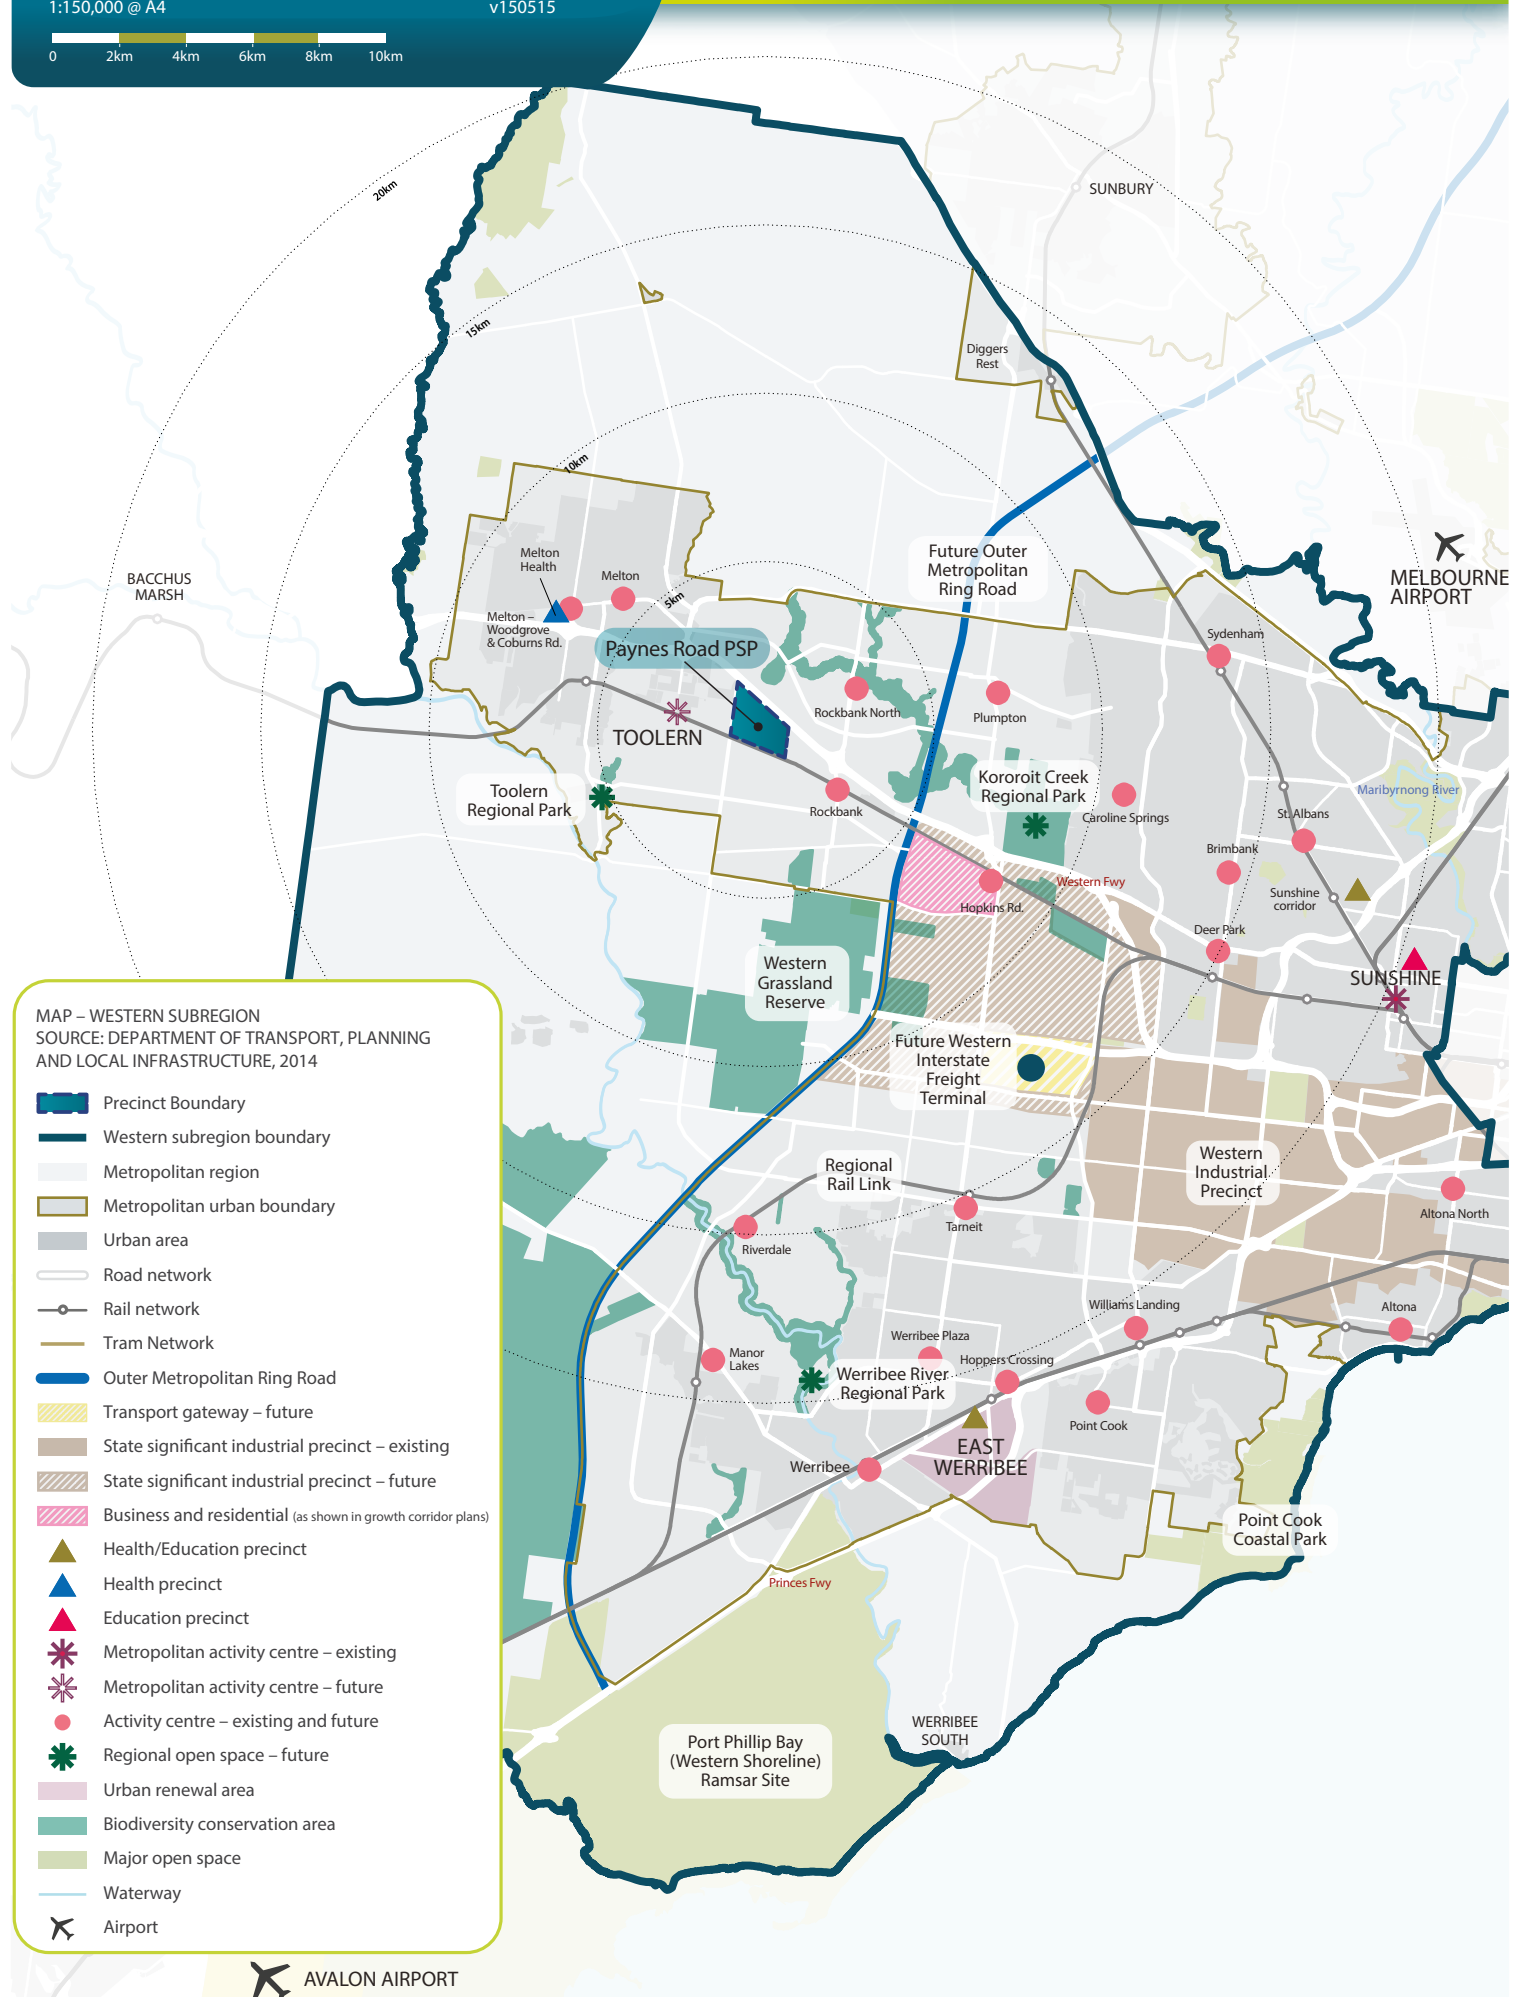 1:150,000 @ A4
v150515
0 2km 4km 6km 8km 10km
20km
SUNBURY
15km
Diggers
Rest
10km
MELBOURNE
AIRPORT
Future Outer
Metropolitan
Ring Road
BACCHUS
MARSH
Melton
Health
Melton
5km
Melton –
Woodgrove
& Coburns Rd.
Paynes Road PSP
Sydenham
Rockbank North
Plumpton
TOOLERN
Toolern
Regional Park
Kororoit Creek
Regional Park
Maribyrnong River
Rockbank
Caroline Springs
St. Albans
Brimbank
Western Fwy
Sunshine
corridor
Hopkins Rd.
Deer Park
Western
Grassland
Reserve
SUNSHINE
Future Western
Interstate
Freight
Terminal
Regional
Rail Link
Western
Industrial
Precinct
Altona North
Tarneit
Riverdale
Williams Landing
Altona
Werribee Plaza
Manor
Lakes
Hoppers Crossing
Werribee River
Regional Park
Point Cook
EAST
WERRIBEE
Werribee
Point Cook
Coastal Park
Princes Fwy
WERRIBEE
SOUTH
Port Phillip Bay
(Western Shoreline)
Ramsar Site
MAP – WESTERN SUBREGION
SOURCE: DEPARTMENT OF TRANSPORT, PLANNING
AND LOCAL INFRASTRUCTURE, 2014
Precinct Boundary
Western subregion boundary
Metropolitan region
Metropolitan urban boundary
Urban area
Road network
Rail network
Tram Network
Outer Metropolitan Ring Road
Transport gateway – future
State significant industrial precinct – existing
State significant industrial precinct – future
Business and residential (as shown in growth corridor plans)
Health/Education precinct
Health precinct
Education precinct
Metropolitan activity centre – existing
Metropolitan activity centre – future
Activity centre – existing and future
Regional open space – future
Urban renewal area
Biodiversity conservation area
Major open space
Waterway
Airport
AVALON AIRPORT